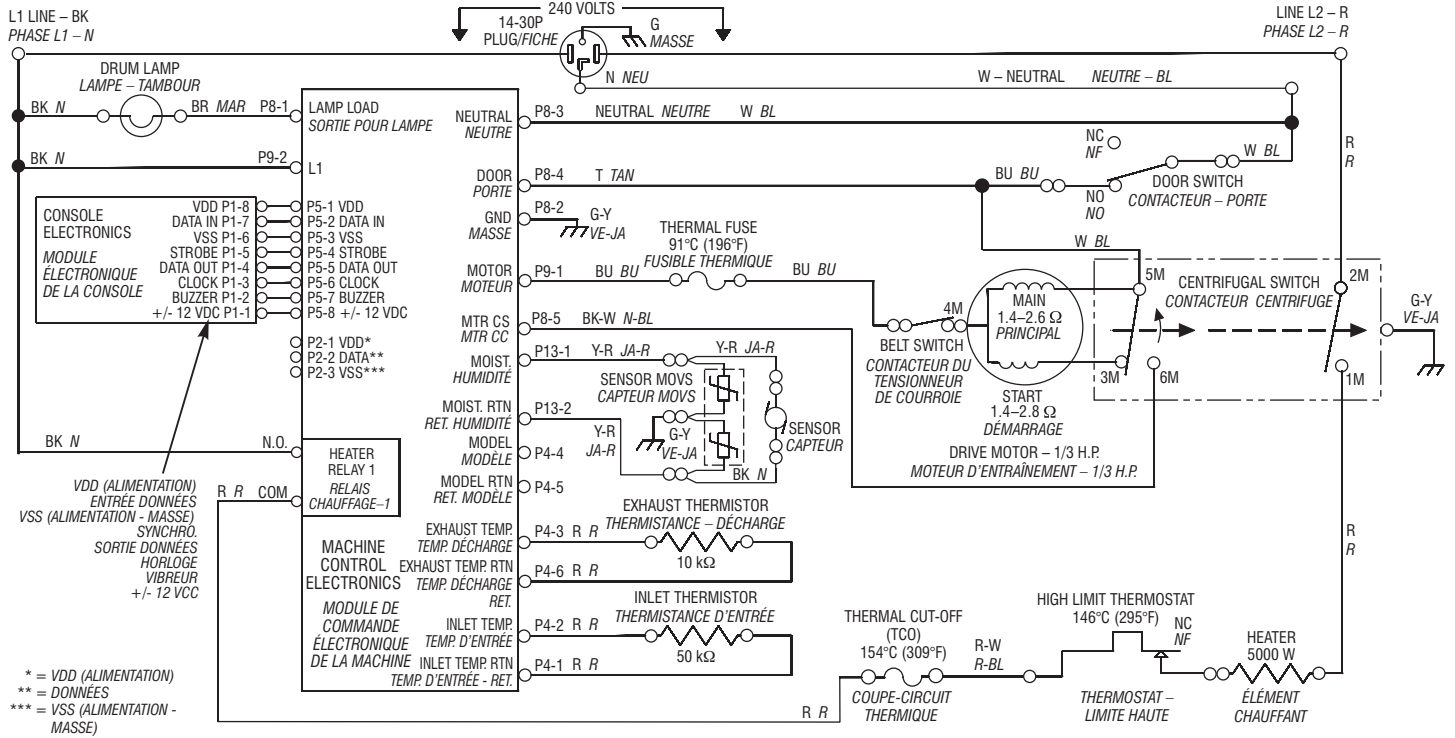 L1 LINE – BK
PHASE L1 – N
240 VOLTS
14-30P
PLUG/FICHE
G
MASSE
LINE L2 – R
PHASE L2 – R
N NEU
W – NEUTRAL NEUTRE – BL
DRUM LAMP
LAMPE – TAMBOUR
BK N
BR MAR
P8-1
LAMP LOAD
SORTIE POUR LAMPE
NEUTRAL
NEUTRE
P8-3
NEUTRAL NEUTRE W BL
NC
NF
W BL
R
R
BK N
P9-2
L1
DOOR
PORTE
P8-4
T TAN
BU BU
NO
NO
DOOR SWITCH
CONTACTEUR – PORTE
GND
MASSE
P8-2
G-Y
VE-JA
CONSOLE
ELECTRONICS
MODULE
ÉLECTRONIQUE
DE LA CONSOLE
VDD P1-8
P5-1 VDD
DATA IN P1-7
P5-2 DATA IN
VSS P1-6
P5-3 VSS
STROBE P1-5
P5-4 STROBE
DATA OUT P1-4
P5-5 DATA OUT
CLOCK P1-3
P5-6 CLOCK
BUZZER P1-2
P5-7 BUZZER
+/- 12 VDC P1-1
P5-8 +/- 12 VDC
P2-1 VDD*
P2-2 DATA**
P2-3 VSS***
THERMAL FUSE
91°C (196°F)
FUSIBLE THERMIQUE
MOTOR
MOTEUR
P9-1
BU BU
BU BU
W BL
MTR CS
MTR CC
P8-5
BK-W N-BL
4M
BELT SWITCH
CONTACTEUR DU
TENSIONNEUR
DE COURROIE
MAIN
1.4–2.6 Ω
PRINCIPAL
START
1.4–2.8 Ω
DÉMARRAGE
5M
3M
6M
CENTRIFUGAL SWITCH
CONTACTEUR CENTRIFUGE
2M
1M
G-Y
VE-JA
DRIVE MOTOR – 1/3 H.P.
MOTEUR D'ENTRAÎNEMENT – 1/3 H.P.
MOIST.
HUMIDITÉ
P13-1
Y-R JA-R
Y-R JA-R
SENSOR MOVS
CAPTEUR MOVS
MOIST. RTN
RET. HUMIDITÉ
P13-2
Y-R
JA-R
G-Y
VE-JA
SENSOR
CAPTEUR
BK N
MODEL
MODÈLE
P4-4
MODEL RTN
RET. MODÈLE
P4-5
BK N
N.O.
HEATER
RELAY 1
RELAIS
CHAUFFAGE–1
R R COM
VDD (ALIMENTATION)
ENTRÉE DONNÉES
VSS (ALIMENTATION - MASSE)
SYNCHRO.
SORTIE DONNÉES
HORLOGE
VIBREUR
+/- 12 VCC
MACHINE
CONTROL
ELECTRONICS
MODULE DE
COMMANDE
ÉLECTRONIQUE
DE LA MACHINE
EXHAUST THERMISTOR
THERMISTANCE – DÉCHARGE
EXHAUST TEMP.
TEMP. DÉCHARGE
P4-3 R R
10 kΩ
EXHAUST TEMP. RTN
TEMP. DÉCHARGE
RET.
P4-6 R R
INLET THERMISTOR
THERMISTANCE D'ENTRÉE
INLET TEMP.
TEMP. D'ENTRÉE
P4-2 R R
50 kΩ
INLET TEMP. RTN
TEMP. D'ENTRÉE - RET.
P4-1 R R
R
R
THERMAL CUT-OFF
(TCO)
154°C (309°F)
COUPE-CIRCUIT
THERMIQUE
R-W
R-BL
HIGH LIMIT THERMOSTAT
146°C (295°F)
NC
NF
THERMOSTAT –
LIMITE HAUTE
HEATER
5000 W
ÉLÉMENT
CHAUFFANT
R R
* = VDD (ALIMENTATION)
** = DONNÉES
*** = VSS (ALIMENTATION -
MASSE)